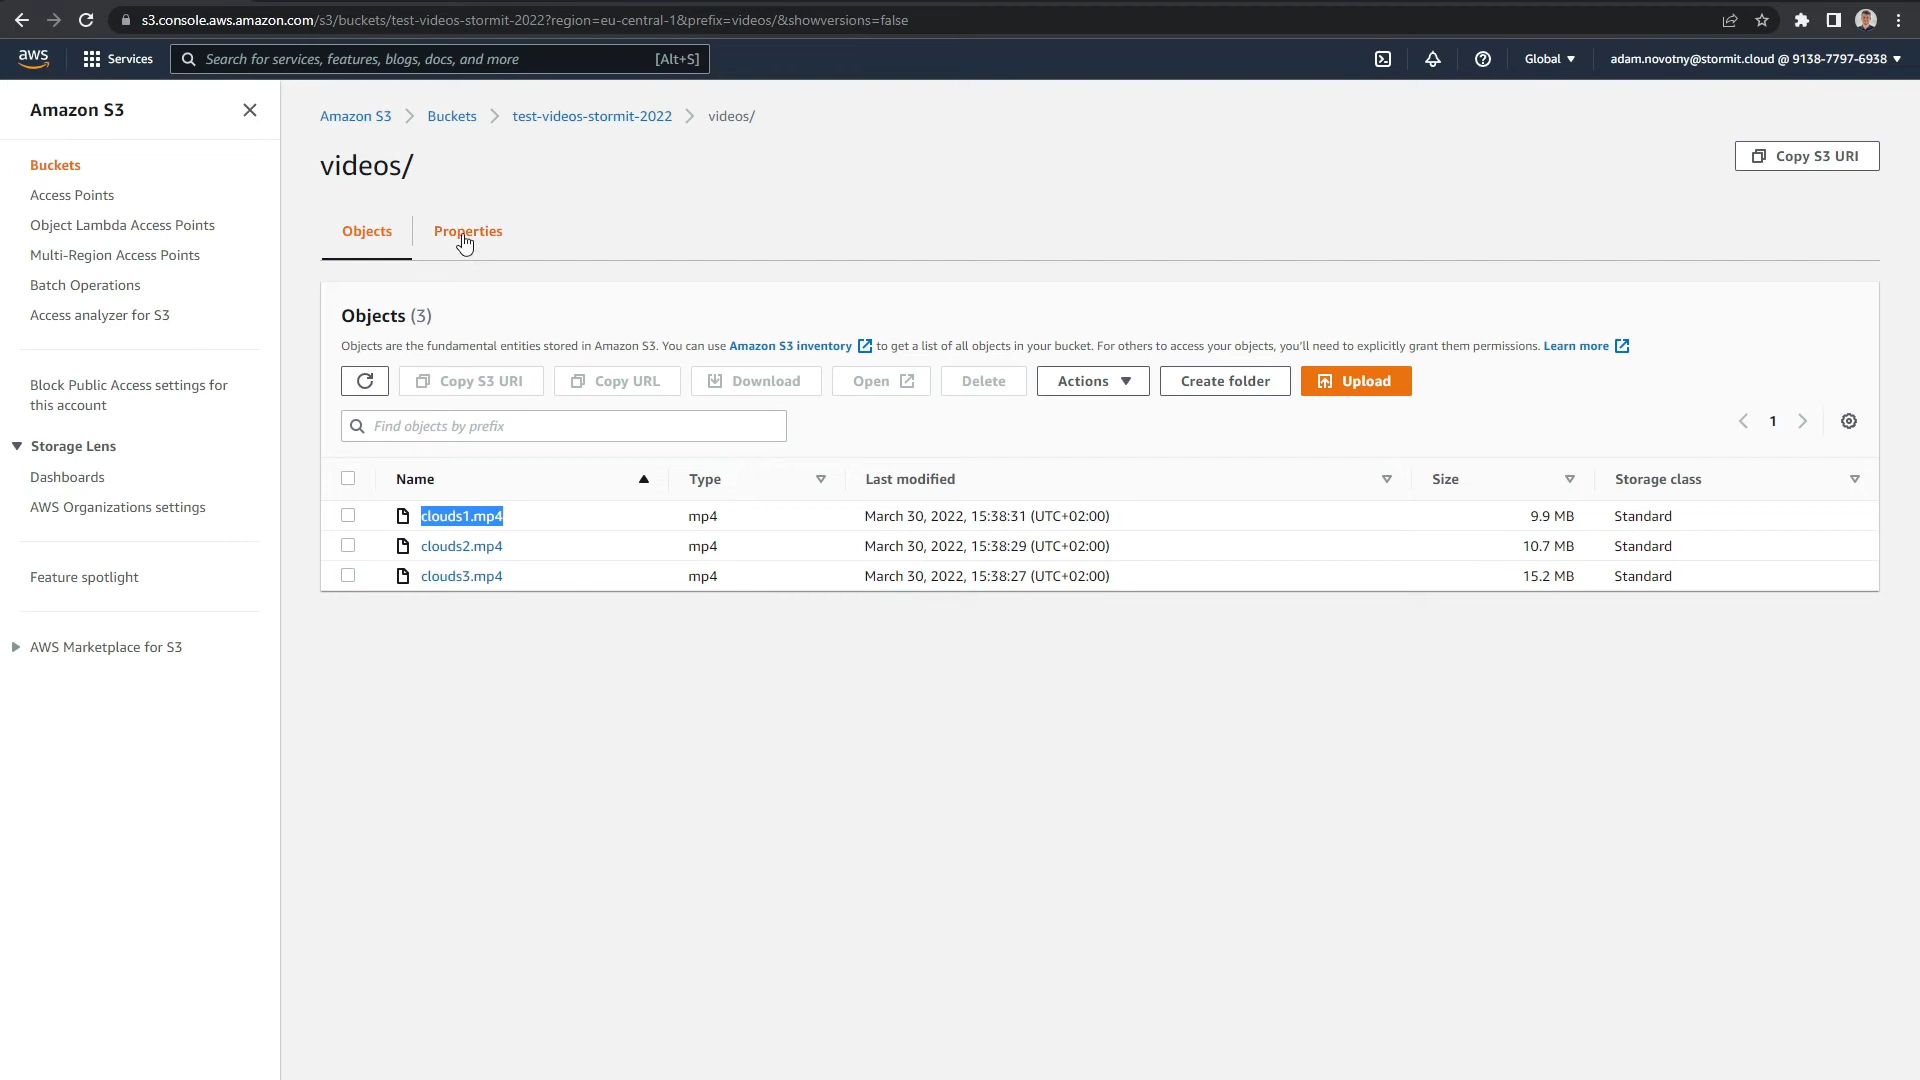 s3.console.aws.amazon.com/s3/buckets/test-videos-stormit-2022?region=eu-central-1&prefix=videos/&showversions=false
aws
Services
Search for services, features, blogs, docs, and more
[Alt+S]
Global
adam.novotny@stormit.cloud @ 9138-7797-6938
Amazon S3
Buckets
Access Points
Object Lambda Access Points
Multi-Region Access Points
Batch Operations
Access analyzer for S3
Block Public Access settings for
this account
Storage Lens
Dashboards
AWS Organizations settings
Feature spotlight
AWS Marketplace for S3
Amazon S3 Buckets test-videos-stormit-2022 videos/
videos/
Copy S3 URI
Objects Properties
Objects (3)
Objects are the fundamental entities stored in Amazon S3. You can use Amazon S3 inventory to get a list of all objects in your bucket. For others to access your objects, you'll need to explicitly grant them permissions. Learn more
Copy S3 URI Copy URL Download Open Delete Actions Create folder Upload
Find objects by prefix
1
Name Type Last modified Size Storage class
clouds1.mp4 mp4 March 30, 2022, 15:38:31 (UTC+02:00) 9.9 MB Standard
clouds2.mp4 mp4 March 30, 2022, 15:38:29 (UTC+02:00) 10.7 MB Standard
clouds3.mp4 mp4 March 30, 2022, 15:38:27 (UTC+02:00) 15.2 MB Standard